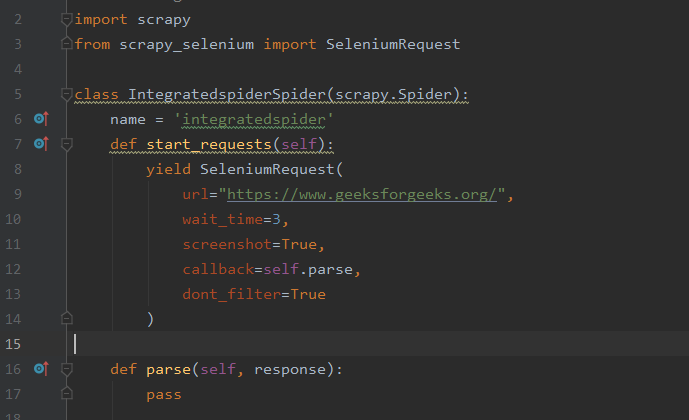 2 import scrapy
3 from scrapy_selenium import SeleniumRequest
4
5 class IntegratedspiderSpider(scrapy.Spider):
6 name = 'integratedspider'
7 def start_requests(self):
8 yield SeleniumRequest(
9 url="https://www.geeksforgeeks.org/",
10 wait_time=3,
11 screenshot=True,
12 callback=self.parse,
13 dont_filter=True
14 )
15
16 def parse(self, response):
17 pass
18